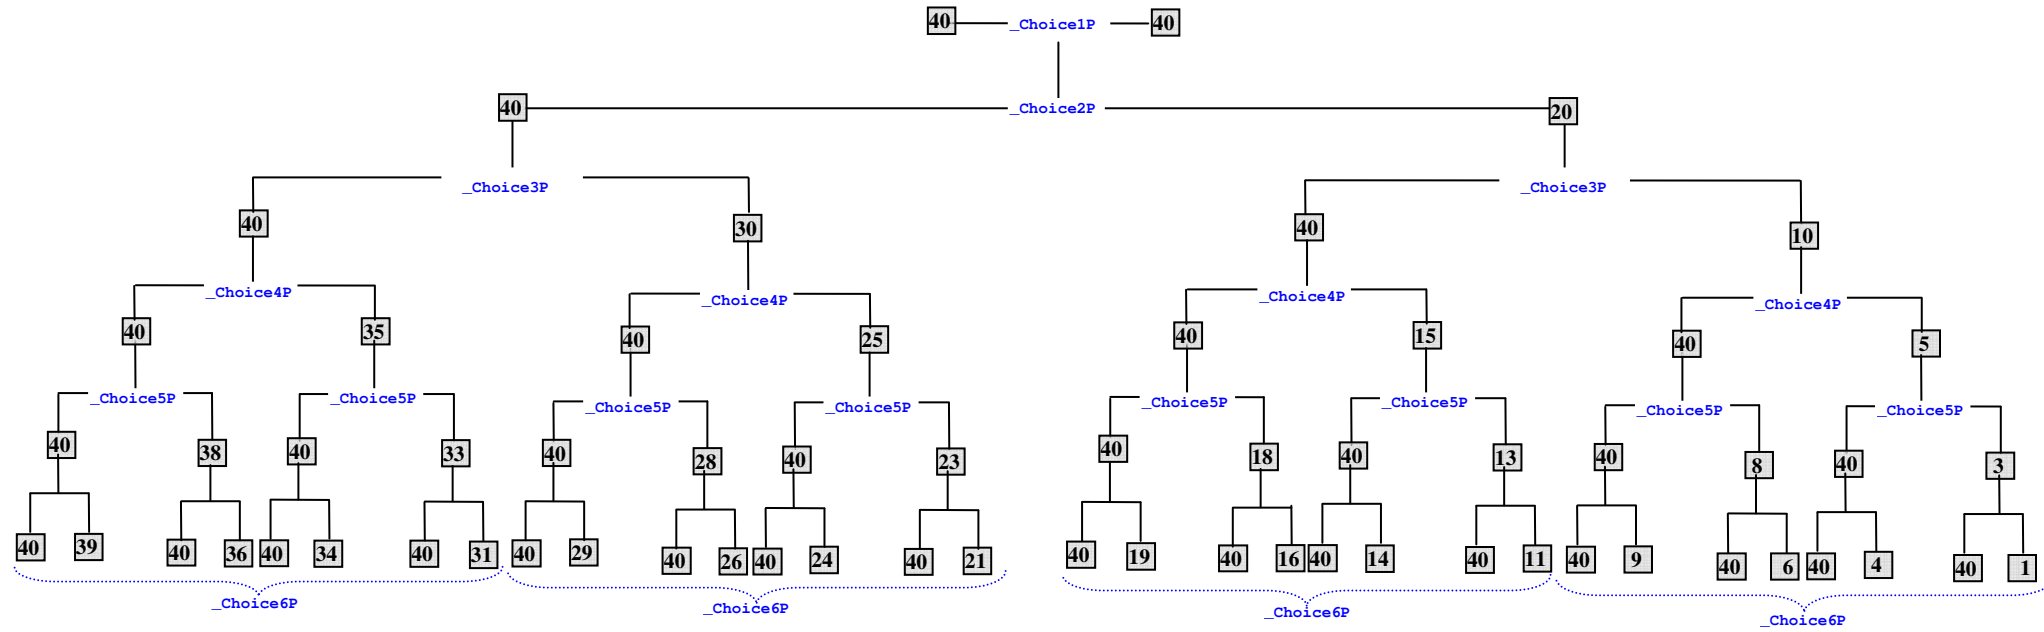 40 _Choice1P 40
40 _Choice2P 20
_Choice3P _Choice3P
40 30 40 10
_Choice4P _Choice4P _Choice4P _Choice4P
40 35 40 25 40 15 40 5
_Choice5P _Choice5P _Choice5P _Choice5P _Choice5P _Choice5P _Choice5P _Choice5P
40 38 40 33 40 28 40 23 40 18 40 13 40 8 40 3
40 39 40 36 40 34 40 31 40 29 40 26 40 24 40 21 40 19 40 16 40 14 40 11 40 9 40 6 40 4 40 1
_Choice6P _Choice6P _Choice6P _Choice6P